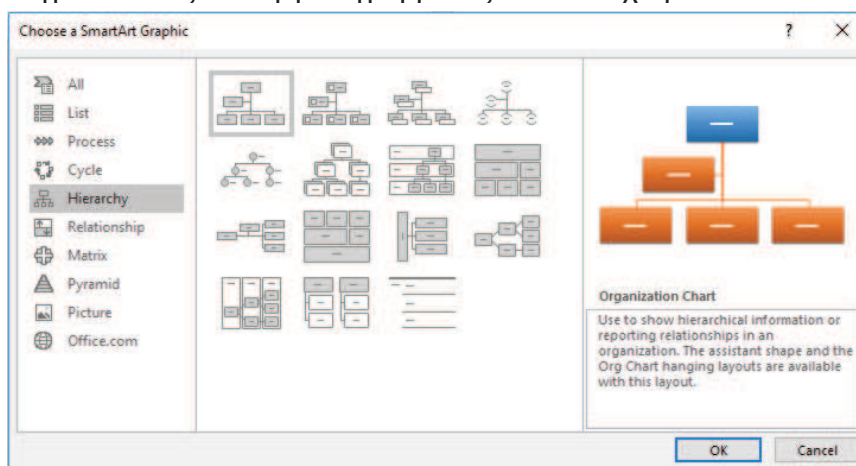 Choose a SmartArt Graphic
? X
All
List
Process
Cycle
Hierarchy
Relationship
Matrix
Pyramid
Picture
Office.com
Organization Chart
Use to show hierarchical information or
reporting relationships in an
organization. The assistant shape and the
Org Chart hanging layouts are available
with this layout.
OK
Cancel